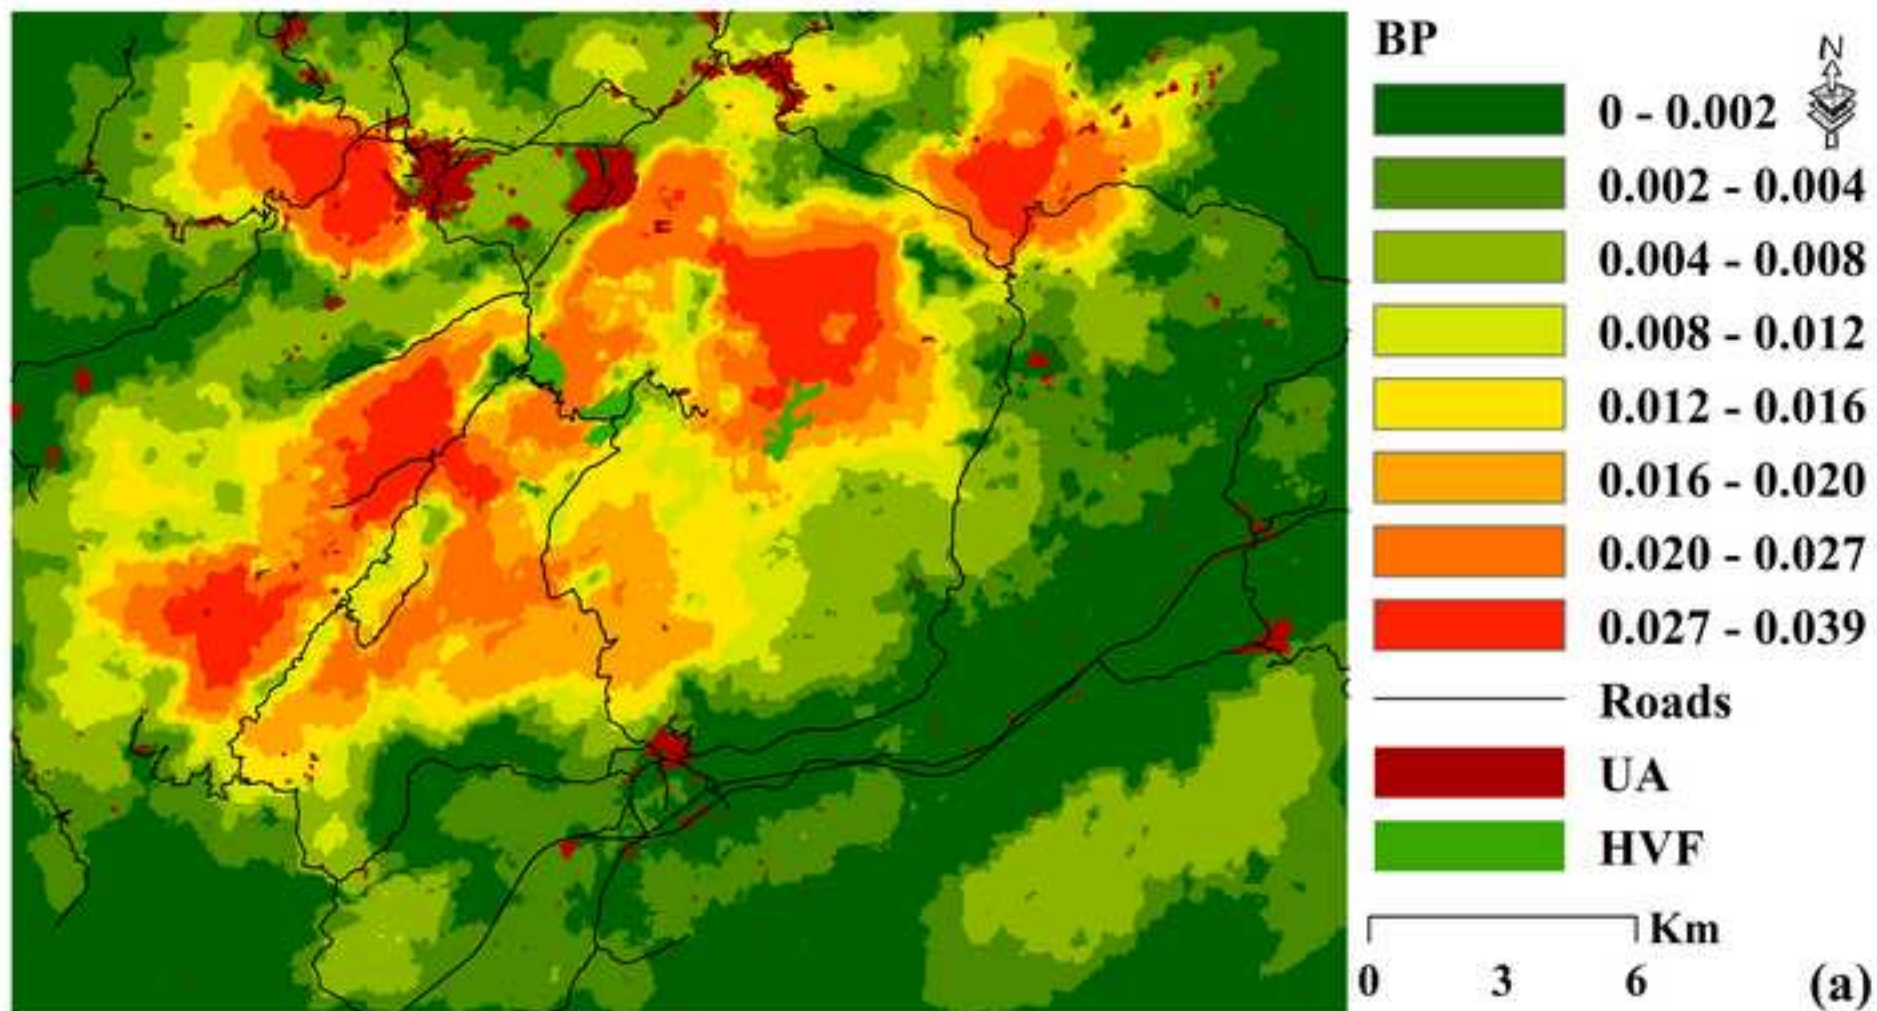 BP
N
0 - 0.002
0.002 - 0.004
0.004 - 0.008
0.008 - 0.012
0.012 - 0.016
0.016 - 0.020
0.020 - 0.027
0.027 - 0.039
Roads
UA
HVF
Km
0 3 6
(a)